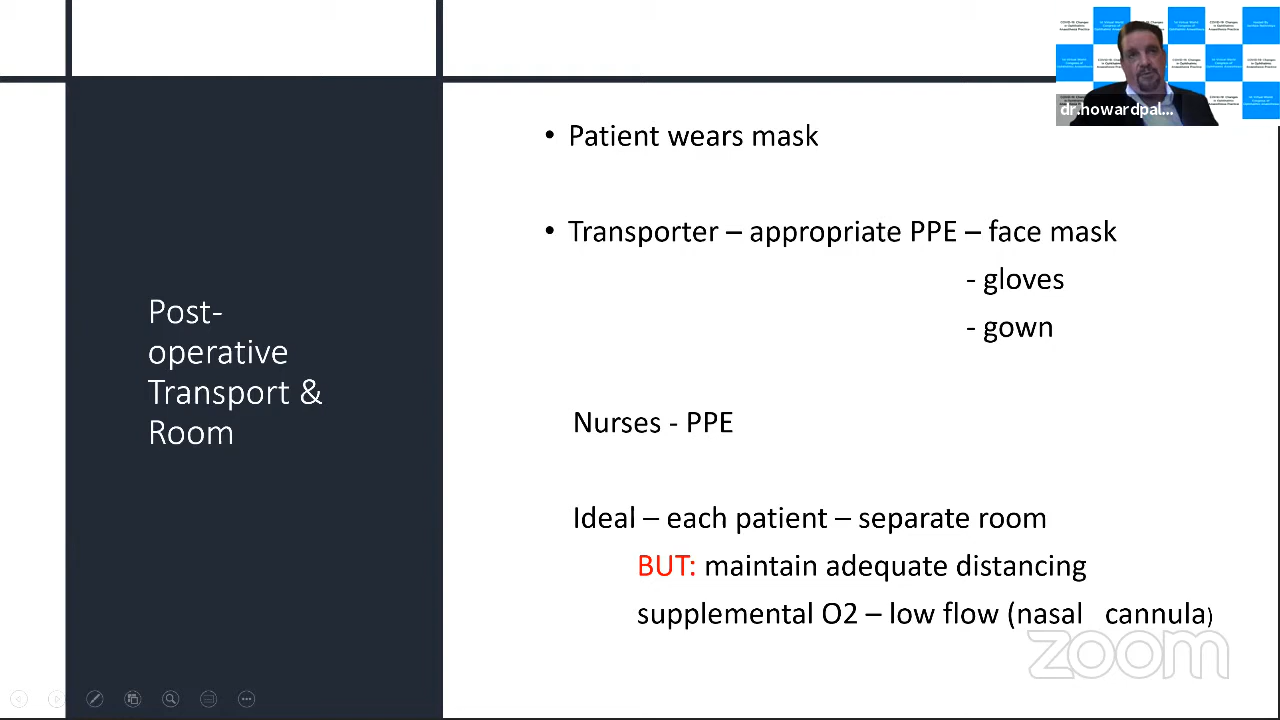 Post-
operative
Transport &
Room
• Patient wears mask
• Transporter – appropriate PPE – face mask
- gloves
- gown
Nurses - PPE
Ideal – each patient – separate room
BUT: maintain adequate distancing
supplemental O2 – low flow (nasal cannula)
dr.howardpal...
zoom